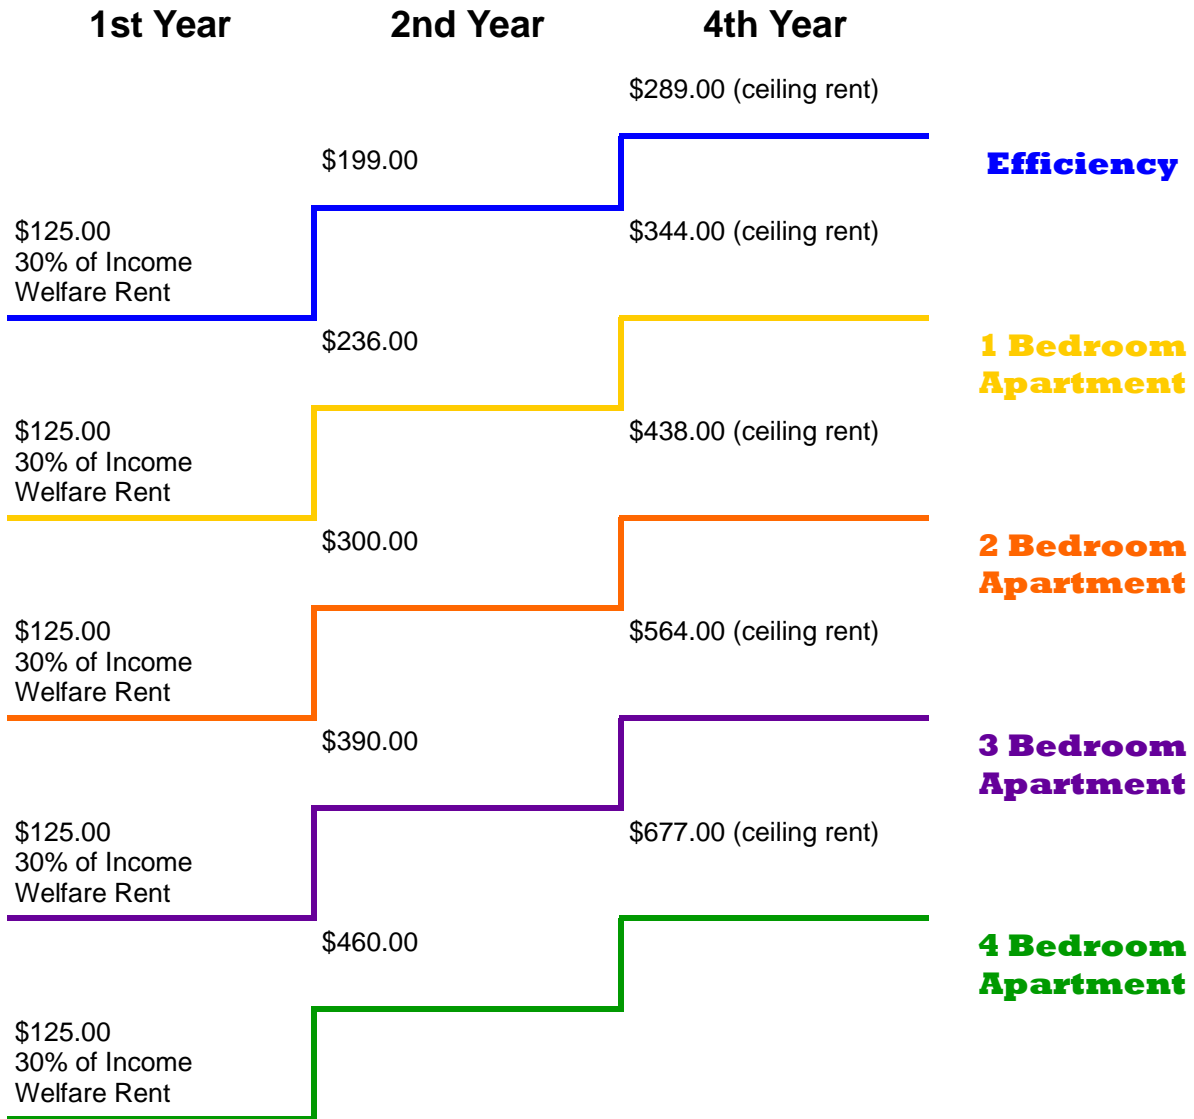 1st Year
2nd Year
4th Year
$289.00 (ceiling rent)
$199.00
Efficiency
$125.00
30% of Income
Welfare Rent
$344.00 (ceiling rent)
$236.00
1 Bedroom
Apartment
$125.00
30% of Income
Welfare Rent
$438.00 (ceiling rent)
$300.00
2 Bedroom
Apartment
$125.00
30% of Income
Welfare Rent
$564.00 (ceiling rent)
$390.00
3 Bedroom
Apartment
$125.00
30% of Income
Welfare Rent
$677.00 (ceiling rent)
$460.00
4 Bedroom
Apartment
$125.00
30% of Income
Welfare Rent